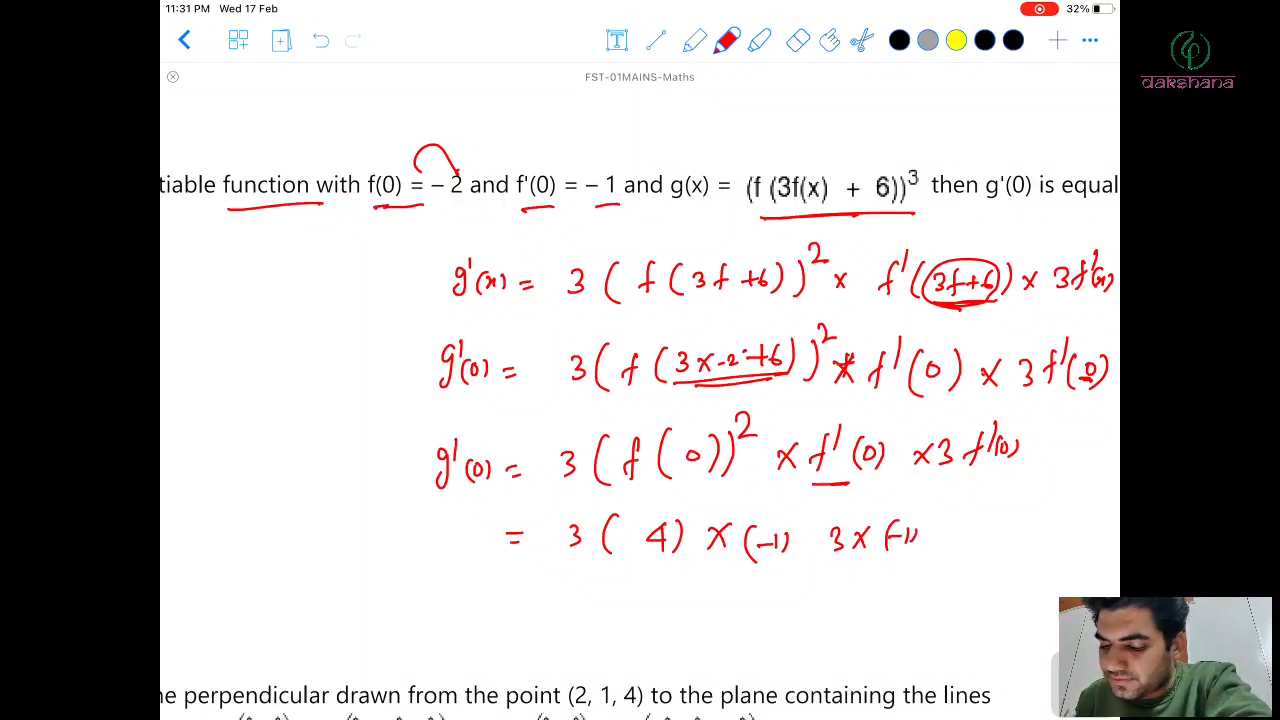 11:31 PM Wed 17 Feb
32%
dakshana
FST-01MAINS-Maths
tiable function with f(0) = – 2 and f'(0) = – 1 and g(x) = (f (3f(x) + 6))³ then g'(0) is equal
g'(x) = 3 ( f ( 3f +6) )² × f' ((3f+6)) × 3f'(x)
g'(0) = 3 ( f ( 3 × -2 +6) )² × f' (0) × 3 f'(0)
g'(0) = 3 ( f ( 0) )² × f' (0) × 3 f'(0)
= 3 ( 4) × (-1) 3 × (-1)
ne perpendicular drawn from the point (2, 1, 4) to the plane containing the lines